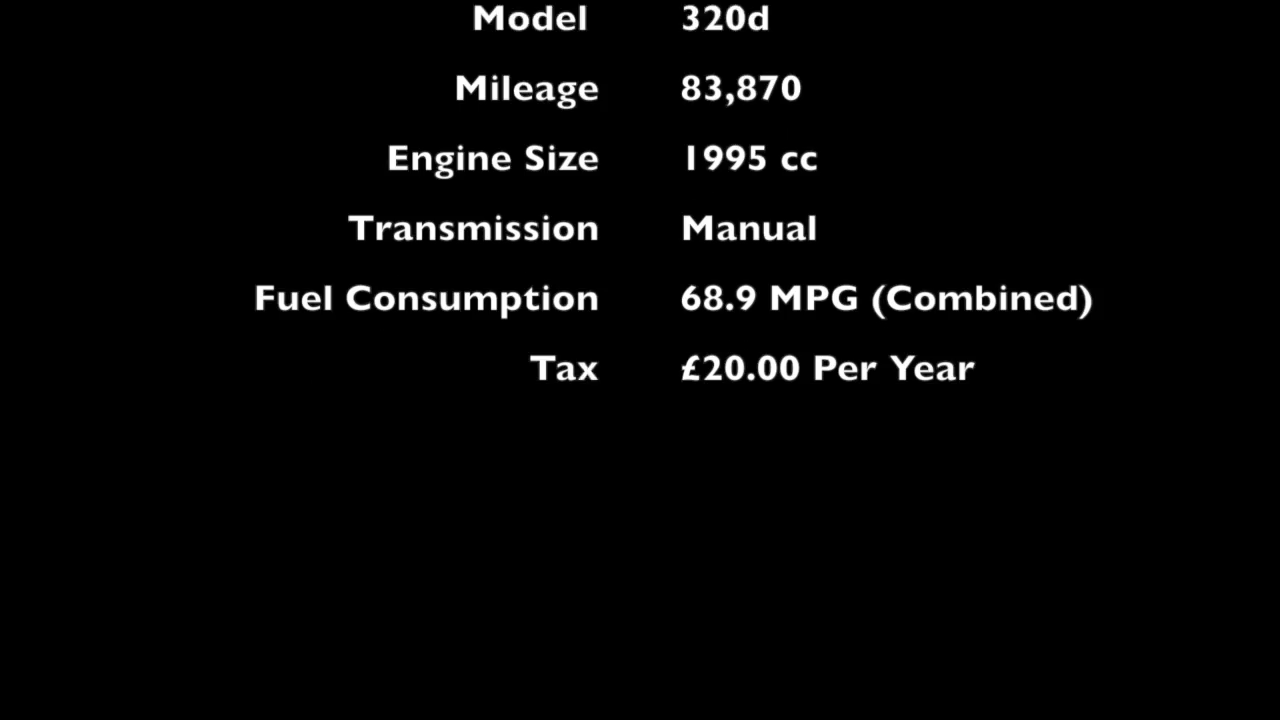 Model 320d
Mileage 83,870
Engine Size 1995 cc
Transmission Manual
Fuel Consumption 68.9 MPG (Combined)
Tax £20.00 Per Year